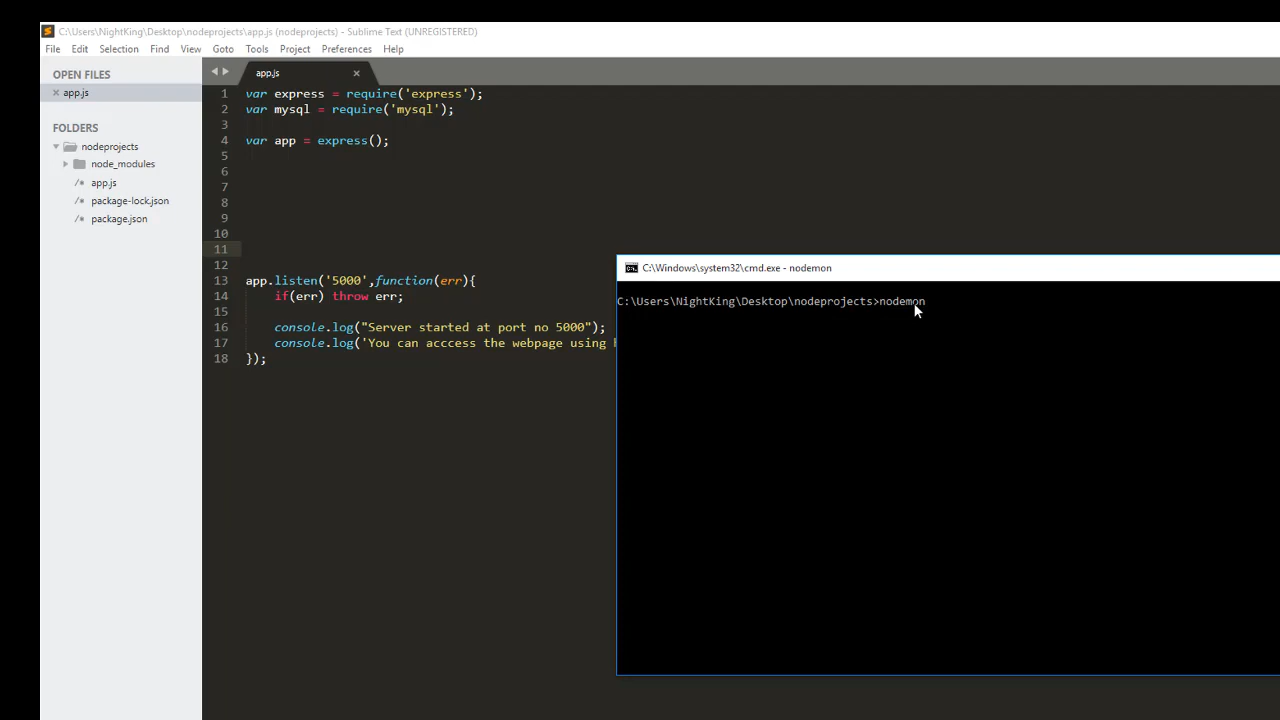 C:\Users\NightKing\Desktop\nodeprojects\app.js (nodeprojects) - Sublime Text (UNREGISTERED)
File Edit Selection Find View Goto Tools Project Preferences Help
OPEN FILES
app.js
FOLDERS
nodeprojects
node_modules
app.js
package-lock.json
package.json
app.js
1 var express = require('express');
2 var mysql = require('mysql');
3
4 var app = express();
5
6
7
8
9
10
11
12
13 app.listen('5000',function(err){
14 if(err) throw err;
15
16 console.log("Server started at port no 5000");
17 console.log('You can acccess the webpage using
18 });
C:\Windows\system32\cmd.exe - nodemon
C:\Users\NightKing\Desktop\nodeprojects>nodemon